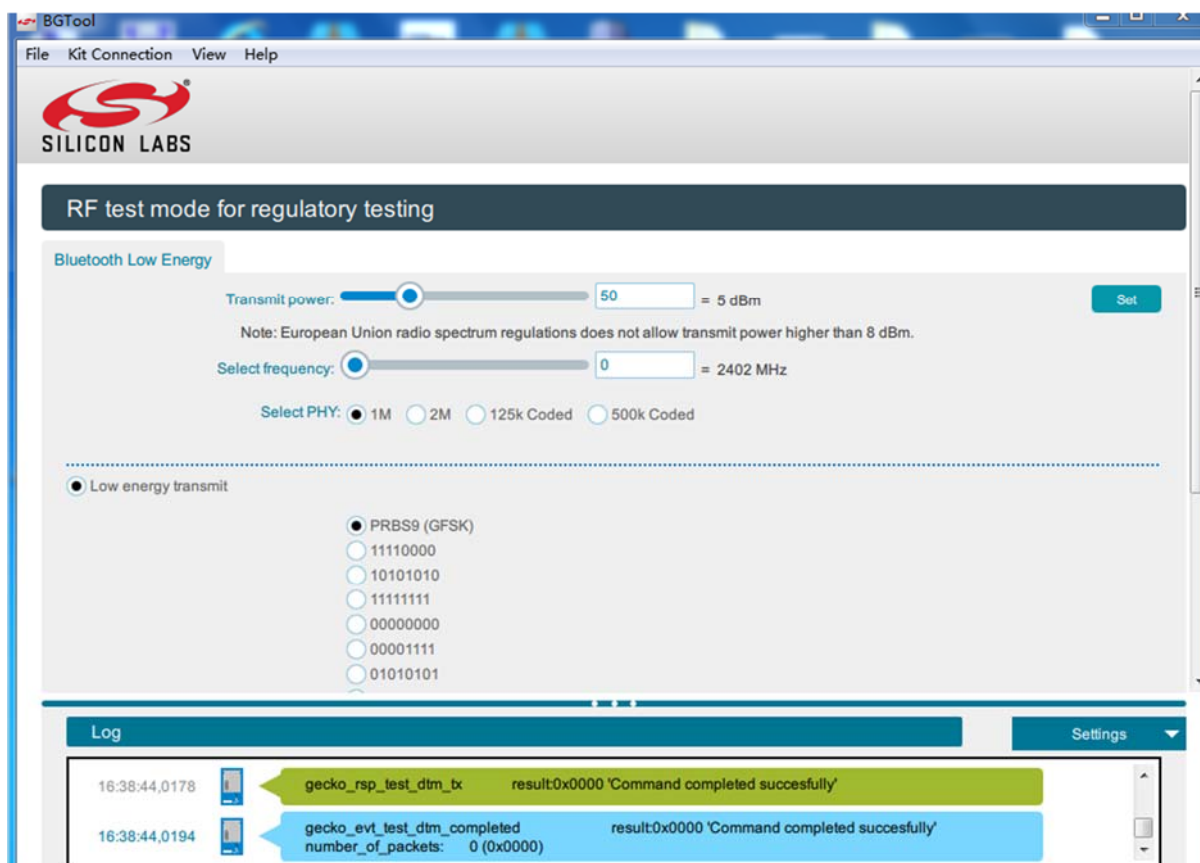 BGTool
File Kit Connection View Help
SILICON LABS®
RF test mode for regulatory testing
Bluetooth Low Energy
Transmit power: 50 = 5 dBm Set
Note: European Union radio spectrum regulations does not allow transmit power higher than 8 dBm.
Select frequency: 0 = 2402 MHz
Select PHY: 1M 2M 125k Coded 500k Coded
Low energy transmit
PRBS9 (GFSK)
11110000
10101010
11111111
00000000
00001111
01010101
Log Settings
16:38:44,0178 gecko_rsp_test_dtm_tx result:0x0000 'Command completed succesfully'
16:38:44,0194 gecko_evt_test_dtm_completed result:0x0000 'Command completed succesfully'
number_of_packets: 0 (0x0000)